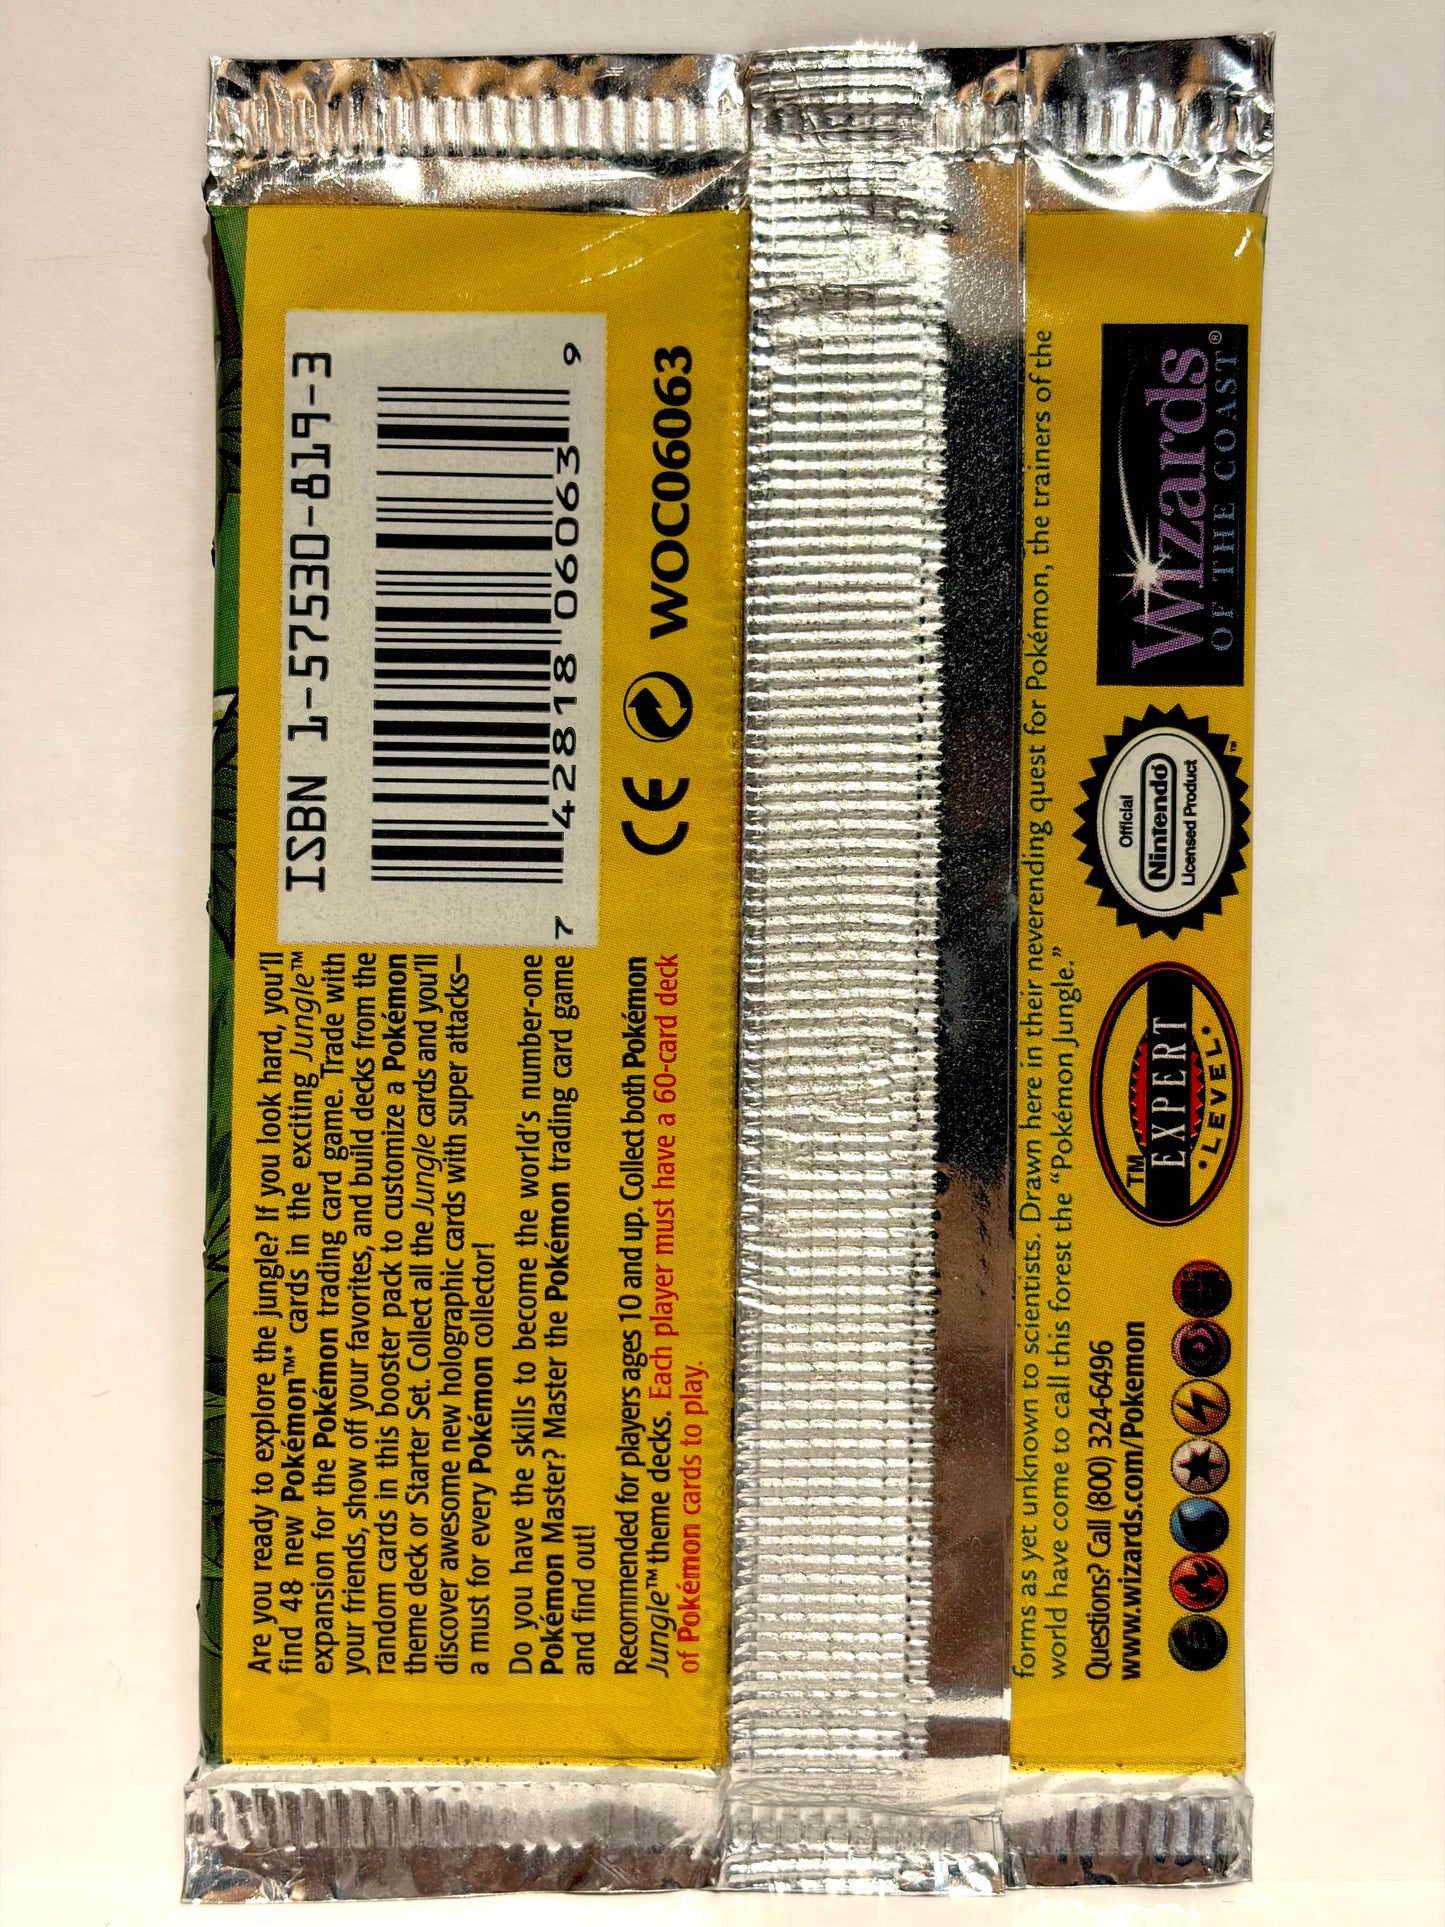 Are you ready to explore the jungle? If you look hard, you'll
find 48 new Pokémon™* cards in the exciting Jungle™
expansion for the Pokémon trading card game. Trade with
your friends, show off your favorites, and build decks from the
random cards in this booster pack to customize a Pokémon
theme deck or Starter Set. Collect all the Jungle cards and you'll
discover awesome new holographic cards with super attacks—
a must for every Pokémon collector!
Do you have the skills to become the world's number-one
Pokémon Master? Master the Pokémon trading card game
and find out!
Recommended for players ages 10 and up. Collect both Pokémon
Jungle™ theme decks. Each player must have a 60-card deck
of Pokémon cards to play.
ISBN 1-57530-819-3
7 42818 06063 9
CE WOC06063
forms as yet unknown to scientists. Drawn here in their neverending quest for Pokémon, the trainers of the
world have come to call this forest the “Pokémon Jungle.”
Questions? Call (800) 324-6496
www.wizards.com/Pokemon
TM
EXPERT
•LEVEL•
Official
Nintendo
Licensed Product
™
Wizards
OF THE COAST®